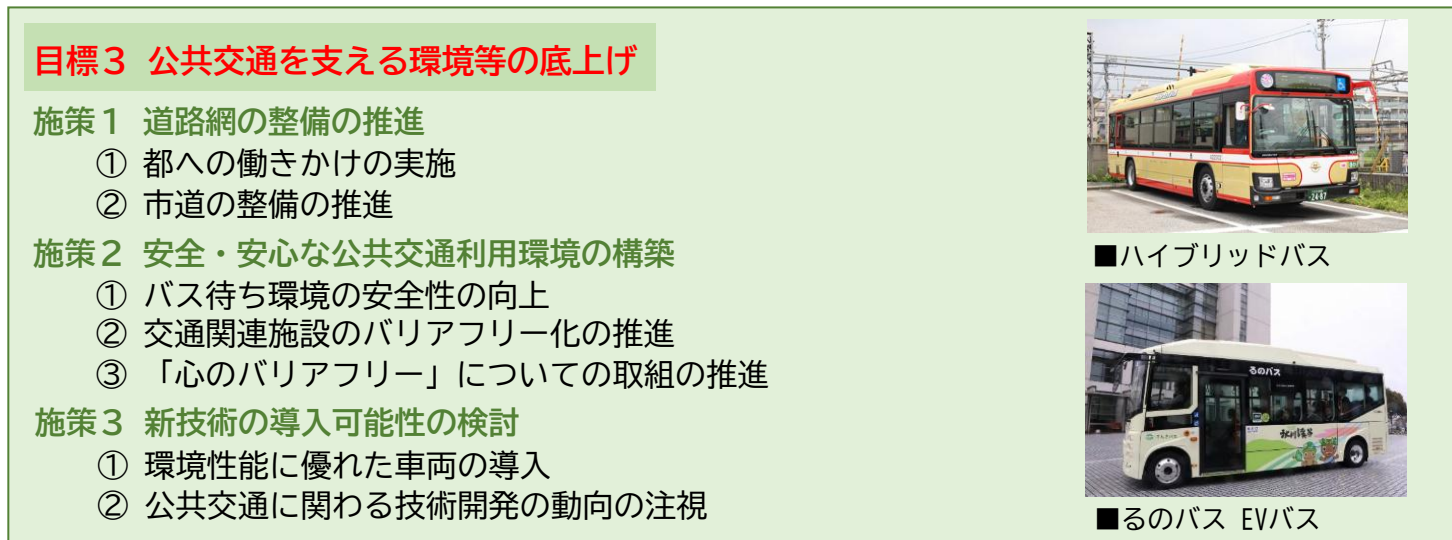 目標３ 公共交通を支える環境等の底上げ
施策１ 道路網の整備の推進
① 都への働きかけの実施
② 市道の整備の推進
施策２ 安全・安心な公共交通利用環境の構築
① バス待ち環境の安全性の向上
② 交通関連施設のバリアフリー化の推進
③ 「心のバリアフリー」についての取組の推進
施策３ 新技術の導入可能性の検討
① 環境性能に優れた車両の導入
② 公共交通に関わる技術開発の動向の注視
■ハイブリッドバス
るのバス
秋川渓谷
■るのバス EVバス